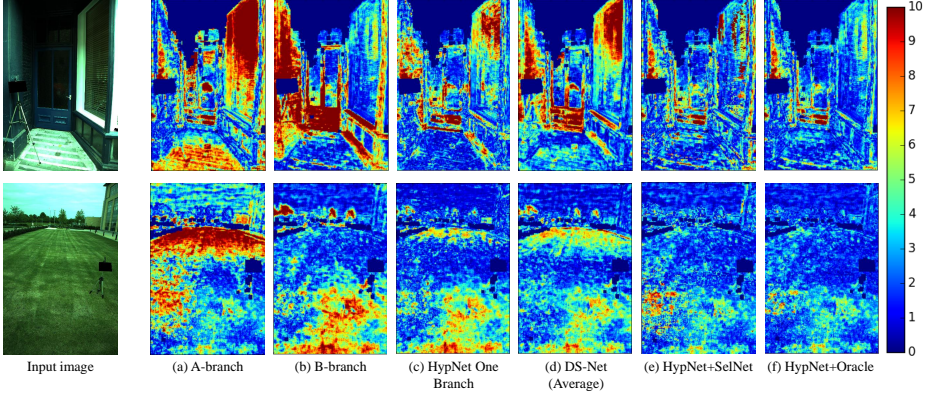 10
9
8
7
6
5
4
3
2
1
0
Input image
(a) A-branch
(b) B-branch
(c) HypNet One
Branch
(d) DS-Net
(Average)
(e) HypNet+SelNet
(f) HypNet+Oracle